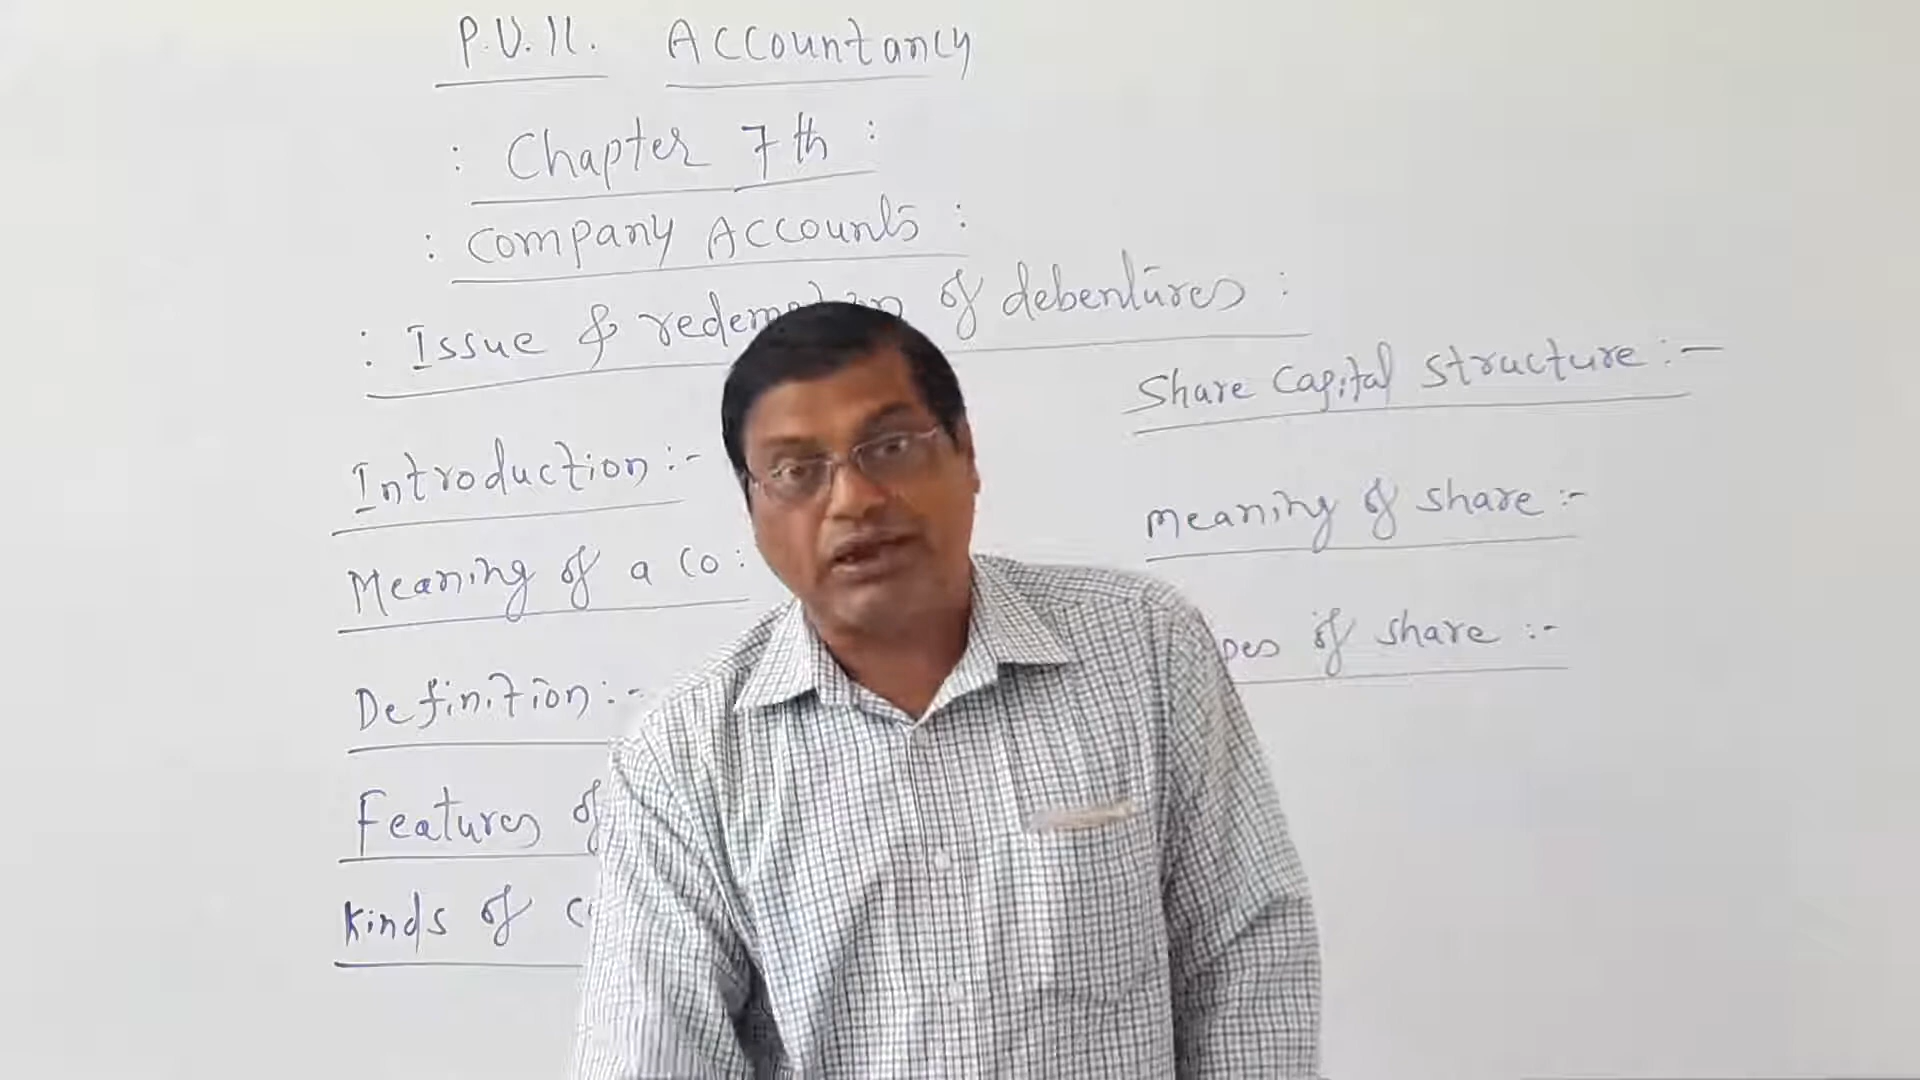 P.U.II. Accountancy
: Chapter 7th :
: Company Accounts :
: Issue & of debentures :
Introduction :-
Meaning of a co :
Definition :-
Features of
Kinds of
Share Capital structure :-
Meaning of share :-
of share :-